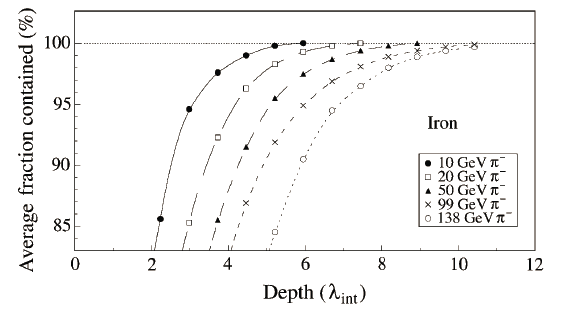 Average fraction contained (%)
100
95
90
85
Iron
10 GeV π⁻
20 GeV π⁻
50 GeV π⁻
99 GeV π⁻
138 GeV π⁻
0 2 4 6 8 10 12
Depth (λint)